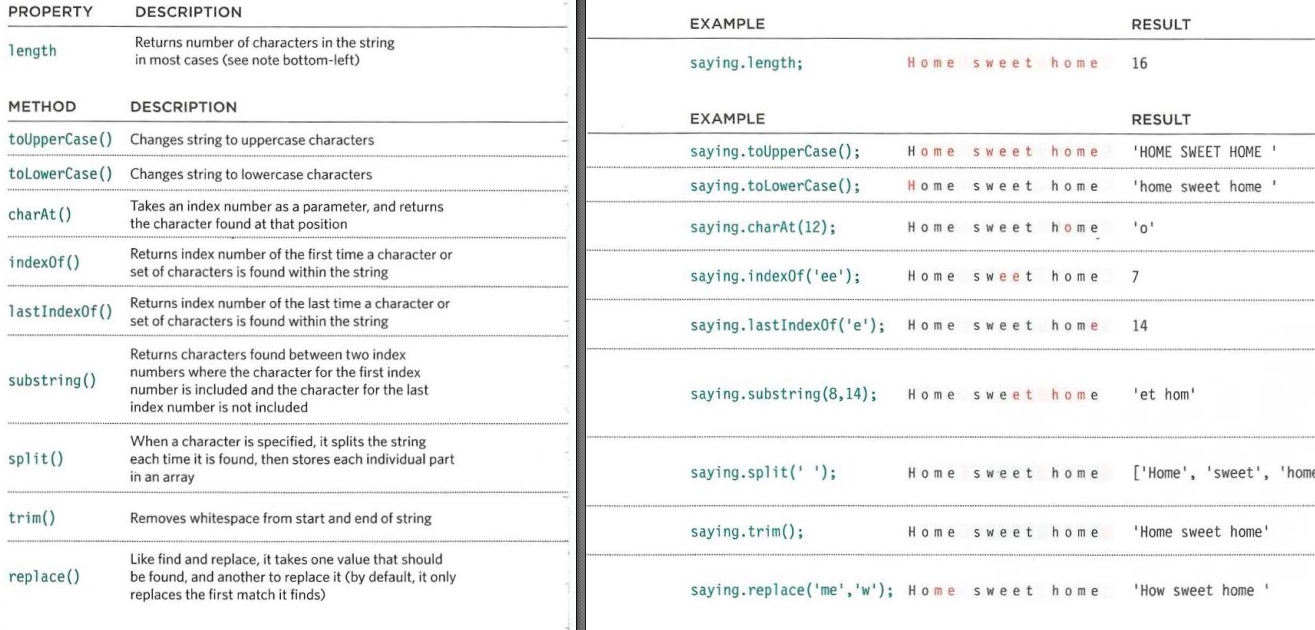 PROPERTY DESCRIPTION
length Returns number of characters in the string
in most cases (see note bottom-left)
METHOD DESCRIPTION
toUpperCase() Changes string to uppercase characters
toLowerCase() Changes string to lowercase characters
charAt() Takes an index number as a parameter, and returns
the character found at that position
indexOf() Returns index number of the first time a character or
set of characters is found within the string
lastIndexOf() Returns index number of the last time a character or
set of characters is found within the string
substring() Returns characters found between two index
numbers where the character for the first index
number is included and the character for the last
index number is not included
split() When a character is specified, it splits the string
each time it is found, then stores each individual part
in an array
trim() Removes whitespace from start and end of string
replace() Like find and replace, it takes one value that should
be found, and another to replace it (by default, it only
replaces the first match it finds)
EXAMPLE RESULT
saying.length; Home sweet home 16
EXAMPLE RESULT
saying.toUpperCase(); Home sweet home 'HOME SWEET HOME '
saying.toLowerCase(); Home sweet home 'home sweet home '
saying.charAt(12); Home sweet home 'o'
saying.indexOf('ee'); Home sweet home 7
saying.lastIndexOf('e'); Home sweet home 14
saying.substring(8,14); Home sweet home 'et hom'
saying.split(' '); Home sweet home ['Home', 'sweet', 'home
saying.trim(); Home sweet home 'Home sweet home'
saying.replace('me','w'); Home sweet home 'How sweet home '